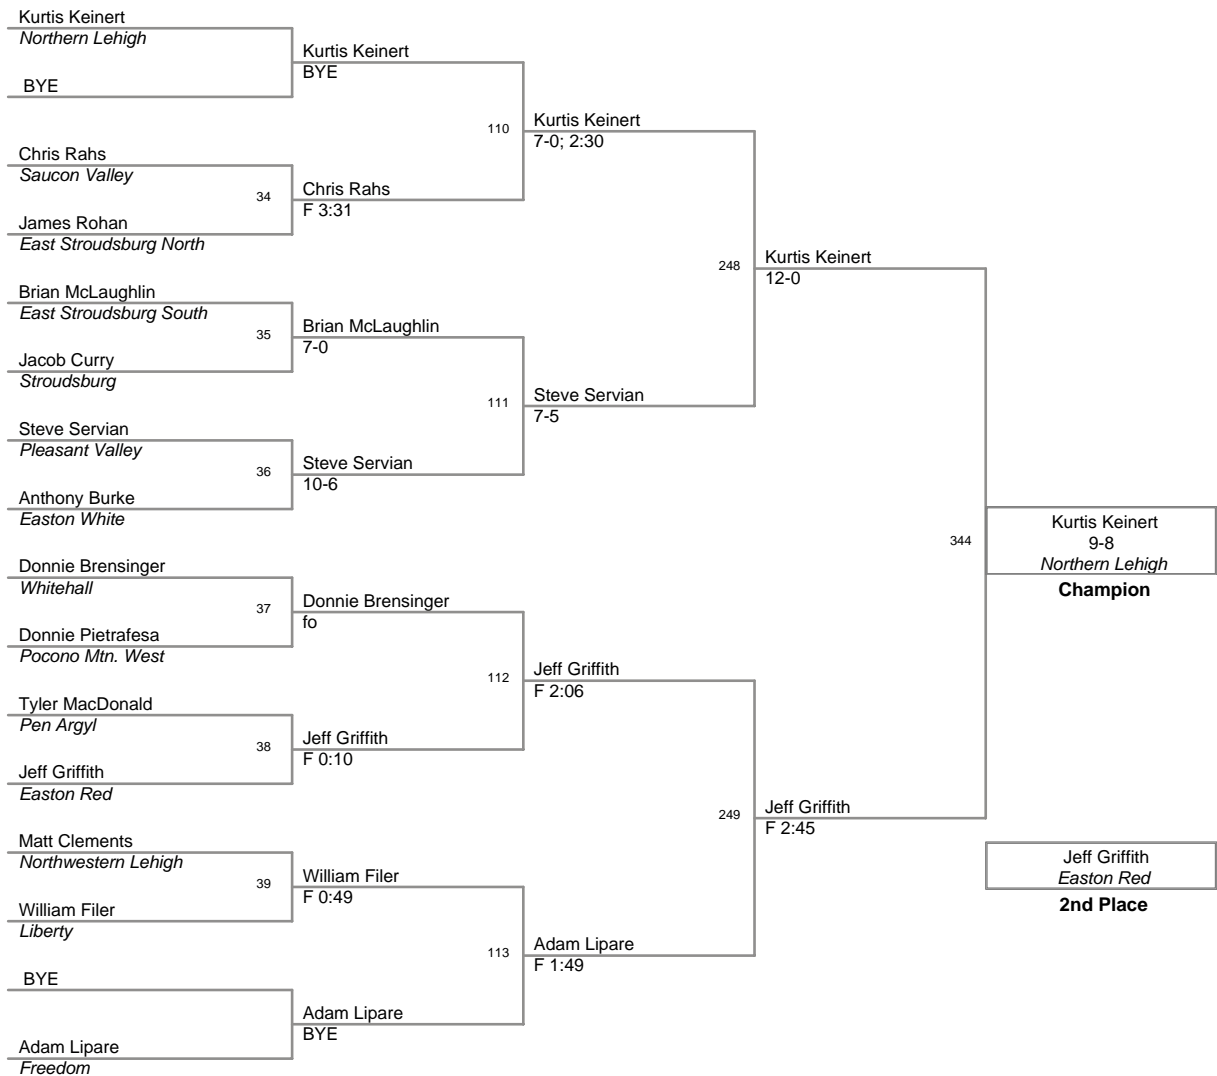 Kurtis Keinert
Northern Lehigh
BYE
Chris Rahs
Saucon Valley
34
James Rohan
East Stroudsburg North
Brian McLaughlin
East Stroudsburg South
35
Jacob Curry
Stroudsburg
Steve Servian
Pleasant Valley
36
Anthony Burke
Easton White
Donnie Brensinger
Whitehall
37
Donnie Pietrafesa
Pocono Mtn. West
Tyler MacDonald
Pen Argyl
38
Jeff Griffith
Easton Red
Matt Clements
Northwestern Lehigh
39
William Filer
Liberty
BYE
Adam Lipare
Freedom
Kurtis Keinert
BYE
110
Chris Rahs
F 3:31
Brian McLaughlin
7-0
111
Steve Servian
10-6
Donnie Brensinger
fo
112
Jeff Griffith
F 0:10
William Filer
F 0:49
113
Adam Lipare
BYE
Kurtis Keinert
7-0; 2:30
248
Steve Servian
7-5
Jeff Griffith
F 2:06
249
Adam Lipare
F 1:49
Kurtis Keinert
12-0
344
Jeff Griffith
F 2:45
Kurtis Keinert
9-8
Northern Lehigh
Champion
Jeff Griffith
Easton Red
2nd Place